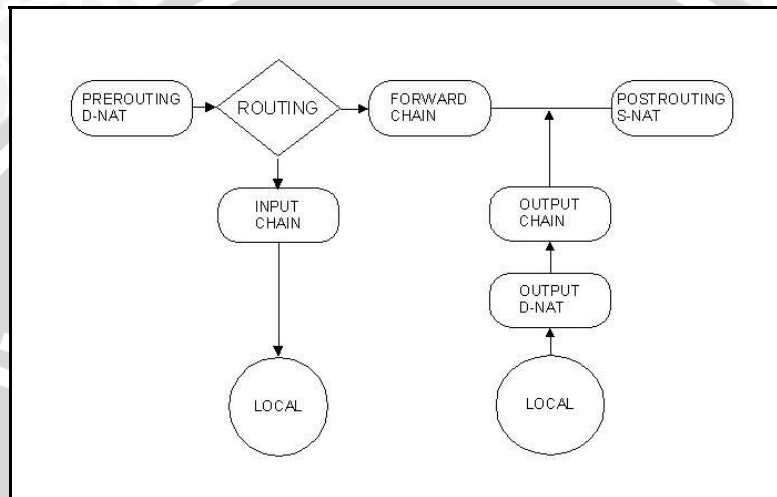 PREROUTING
D-NAT
ROUTING
FORWARD
CHAIN
POSTROUTING
S-NAT
INPUT
CHAIN
OUTPUT
CHAIN
OUTPUT
D-NAT
LOCAL
LOCAL